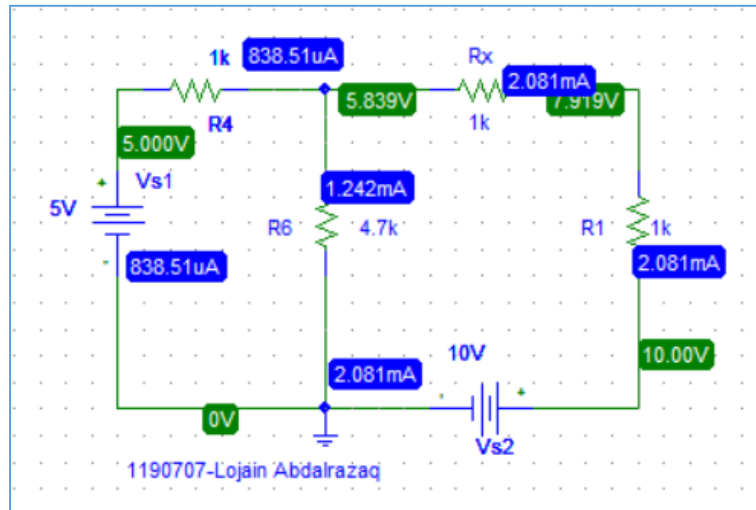 1k
838.51uA
Rx
2.081mA
5.839V
7.919V
R4
1k
5.000V
+
Vs1
5V
1.242mA
R6
4.7k
R1
1k
-
838.51uA
2.081mA
10V
10.00V
2.081mA
-
+
0V
Vs2
1190707-Lojain Abdalrazaq